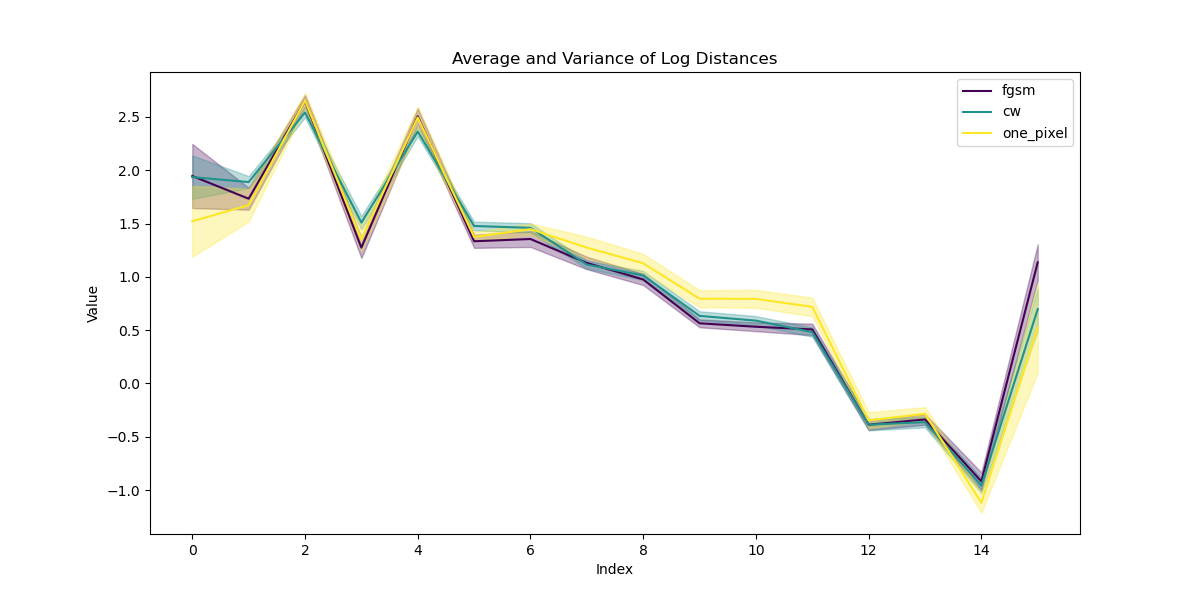 Average and Variance of Log Distances
fgsm
cw
one_pixel
Value
2.5
2.0
1.5
1.0
0.5
0.0
−0.5
−1.0
0 2 4 6 8 10 12 14
Index